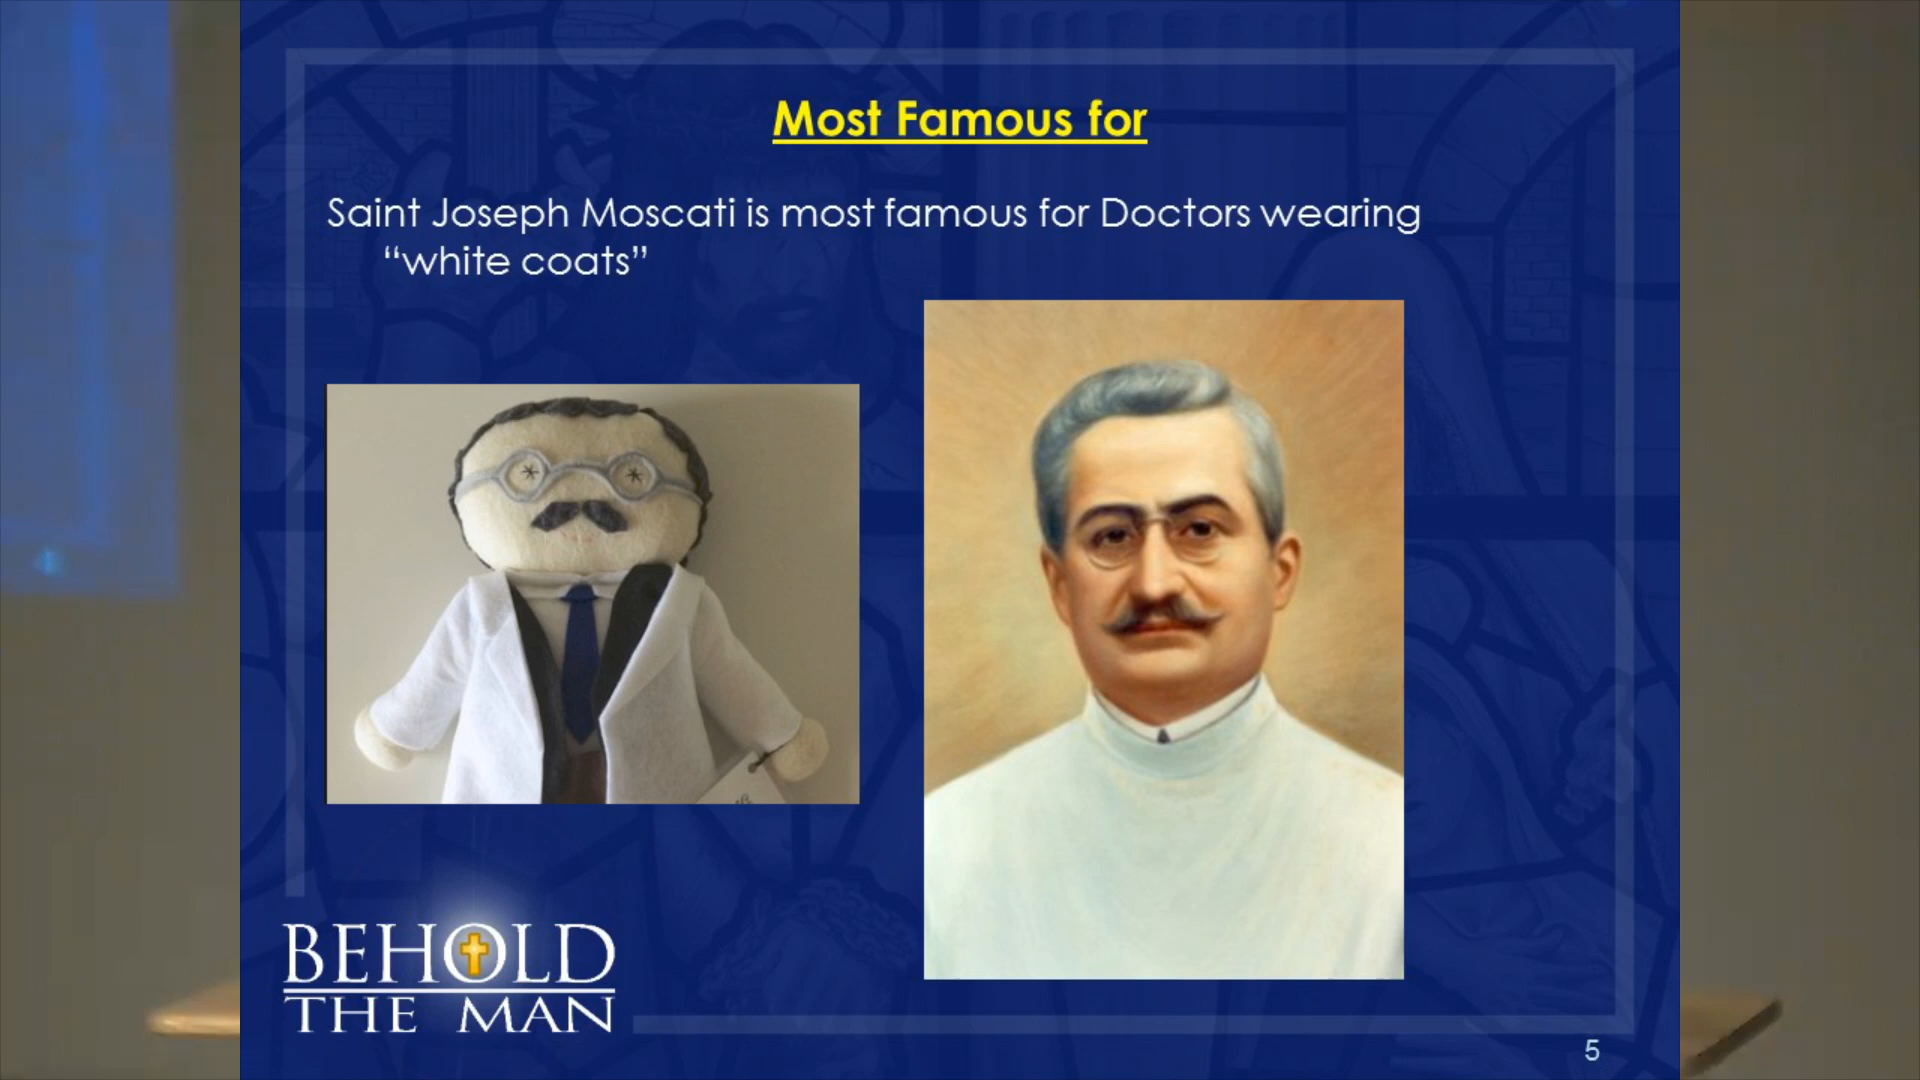 Most Famous for
Saint Joseph Moscati is most famous for Doctors wearing
“white coats”
BEHOLD
THE MAN
5